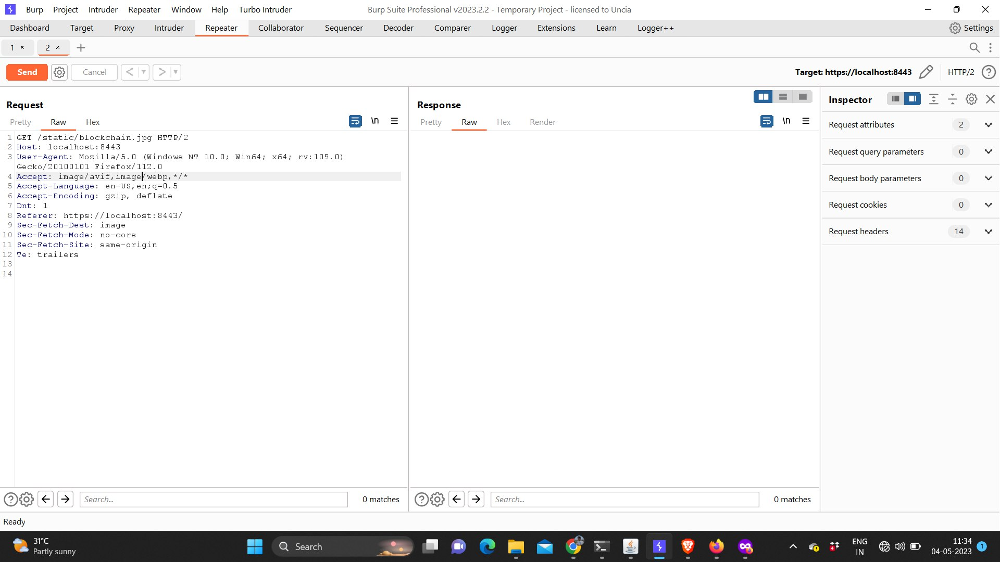 Burp Project Intruder Repeater Window Help Turbo Intruder
Burp Suite Professional v2023.2.2 - Temporary Project - licensed to Uncia
Dashboard Target Proxy Intruder Repeater Collaborator Sequencer Decoder Comparer Logger Extensions Learn Logger++ Settings
1 × 2 × +
Send Cancel < >
Target: https://localhost:8443 HTTP/2 ?
Request
Pretty Raw Hex \n
1 GET /static/blockchain.jpg HTTP/2
2 Host: localhost:8443
3 User-Agent: Mozilla/5.0 (Windows NT 10.0; Win64; x64; rv:109.0)
Gecko/20100101 Firefox/112.0
4 Accept: image/avif,image/webp,*/*
5 Accept-Language: en-US,en;q=0.5
6 Accept-Encoding: gzip, deflate
7 Dnt: 1
8 Referer: https://localhost:8443/
9 Sec-Fetch-Dest: image
10 Sec-Fetch-Mode: no-cors
11 Sec-Fetch-Site: same-origin
12 Te: trailers
13
14
? Search... 0 matches
Response
Pretty Raw Hex Render \n
? Search... 0 matches
Inspector
Request attributes 2
Request query parameters 0
Request body parameters 0
Request cookies 0
Request headers 14
Ready
31°C
Partly sunny
Search
4
ENG
IN
11:34
04-05-2023
1